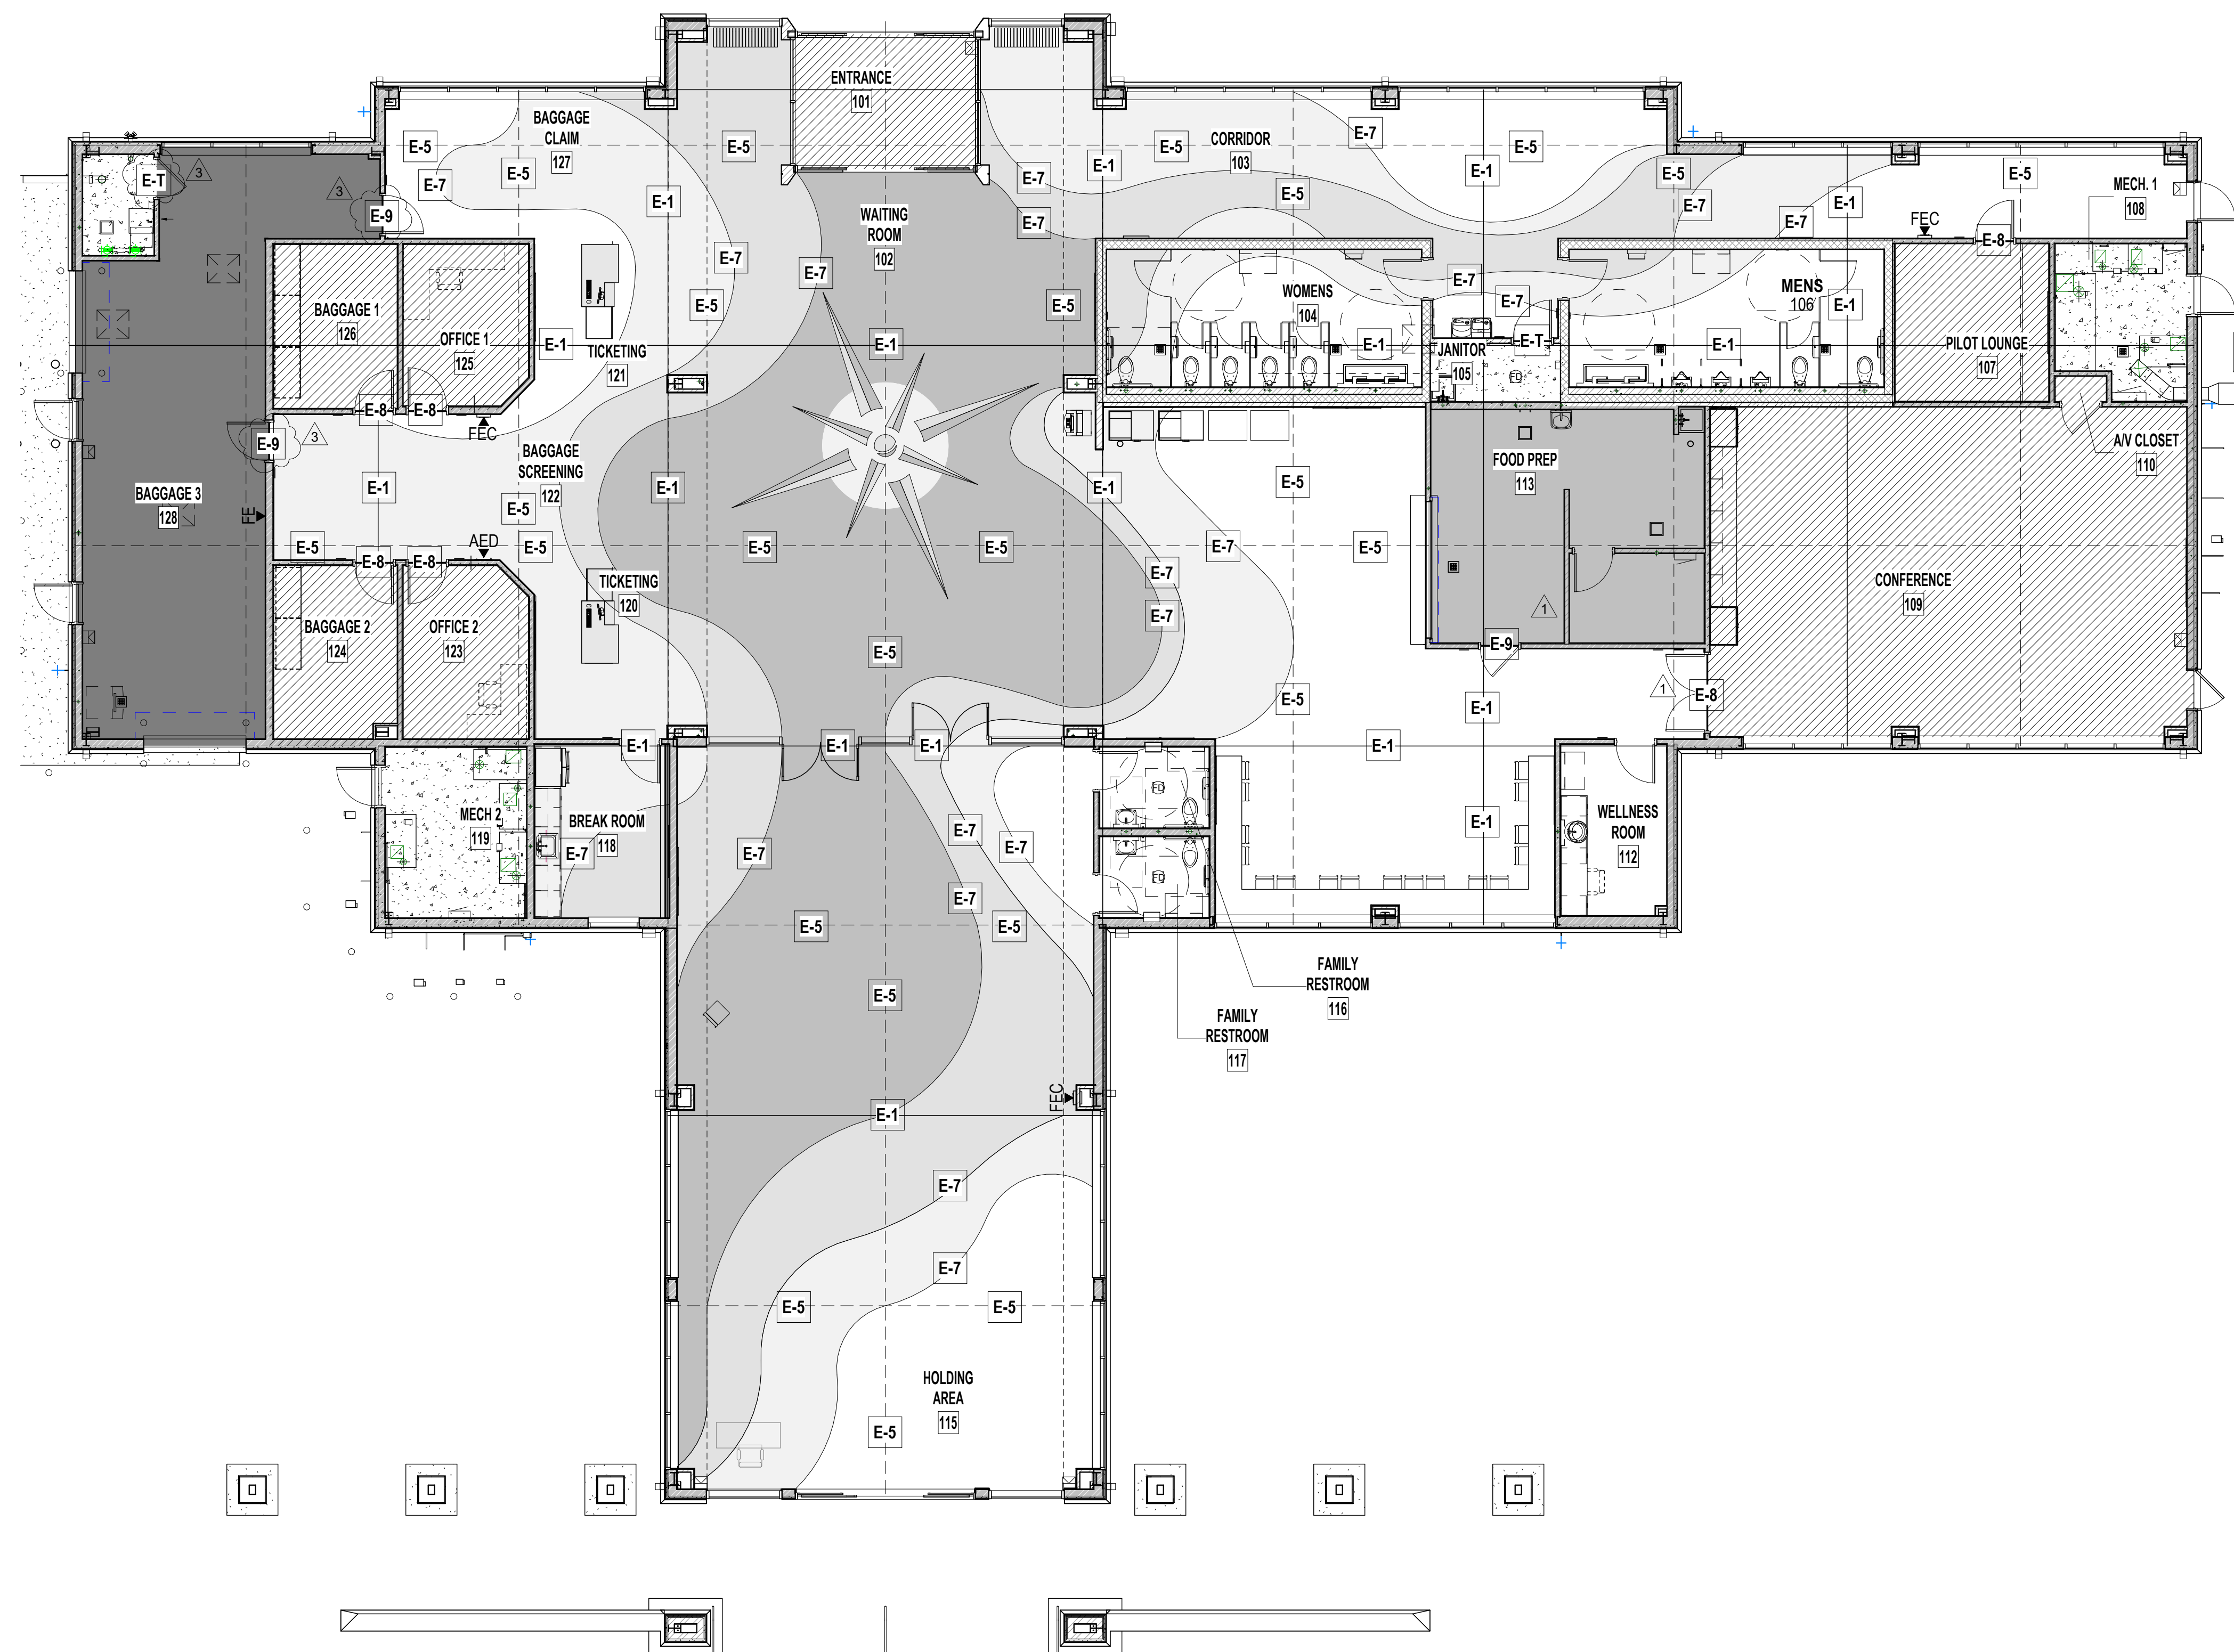 ENTRANCE
101
BAGGAGE
CLAIM
127
E-5
E-5
E-5
E-7
CORRIDOR
103
E-5
E-7
E-1
E-1
E-5
E-T
3
3
E-7
E-9
E-5
E-1
E-7
E-5
E-5
E-7
E-5
MECH. 1
108
WAITING
ROOM
102
E-7
E-7
E-7
E-1
FEC
E-8
E-7
E-7
E-5
E-5
E-7
E-7
WOMENS
104
MENS
106
E-1
BAGGAGE 1
126
OFFICE 1
125
E-1
TICKETING
121
E-1
E-1
JANITOR
105
E-T
FD
E-1
PILOT LOUNGE
107
E-8
E-8
FEC
E-9
3
BAGGAGE
SCREENING
122
A/V CLOSET
110
FOOD PREP
113
E-1
E-5
E-1
E-1
E-5
BAGGAGE 3
128
FE
E-5
AED
E-5
E-5
E-5
E-7
E-5
E-8
E-8
E-7
E-7
TICKETING
120
CONFERENCE
109
1
BAGGAGE 2
124
OFFICE 2
123
E-5
E-9
E-5
E-1
1
E-8
E-1
E-1
E-1
E-1
FD
MECH 2
119
BREAK ROOM
118
E-7
E-7
E-7
E-7
E-1
WELLNESS
ROOM
112
FD
E-7
E-5
E-5
E-5
FAMILY
RESTROOM
116
FAMILY
RESTROOM
117
FEC
E-1
E-7
E-7
E-5
E-5
HOLDING
AREA
115
E-5